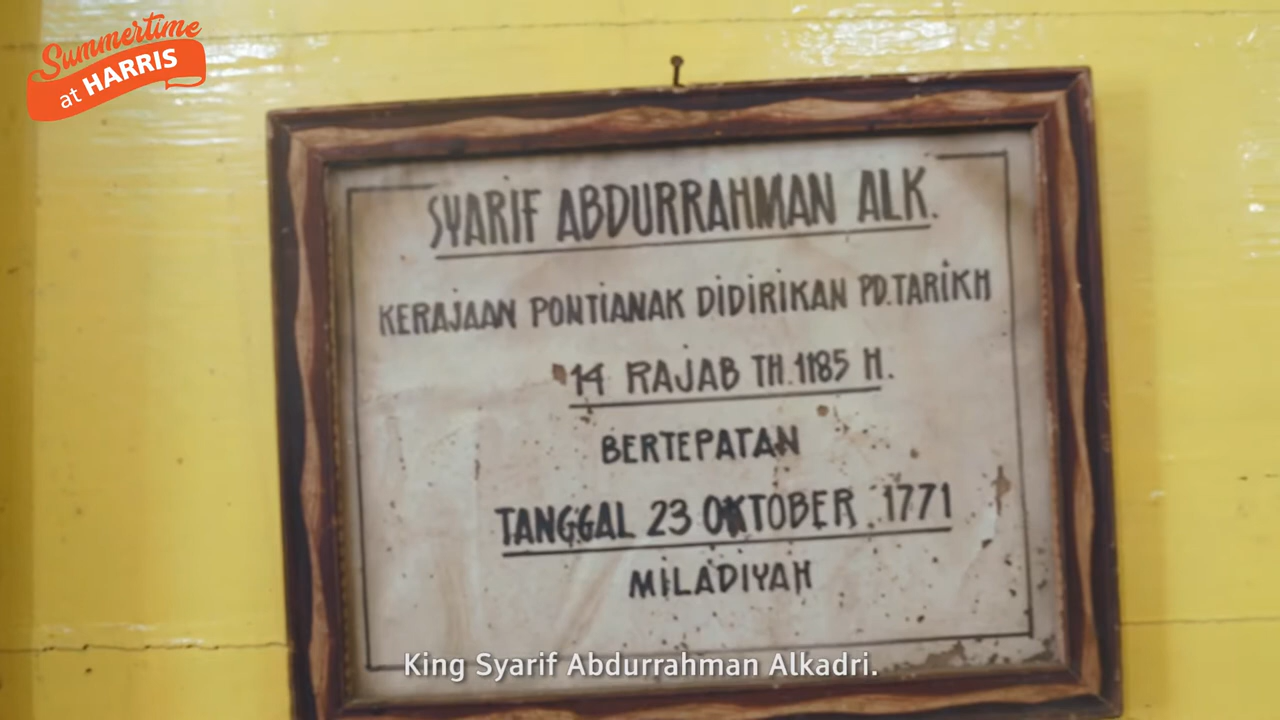 Summertime
at HARRIS
SYARIF ABDURRAHMAN ALK.
KERAJAAN PONTIANAK DIDIRIKAN PD.TARIKH
14 RAJAB TH.1185 H.
BERTEPATAN
TANGGAL 23 OKTOBER 1771
MILADIYAH
King Syarif Abdurrahman Alkadri.